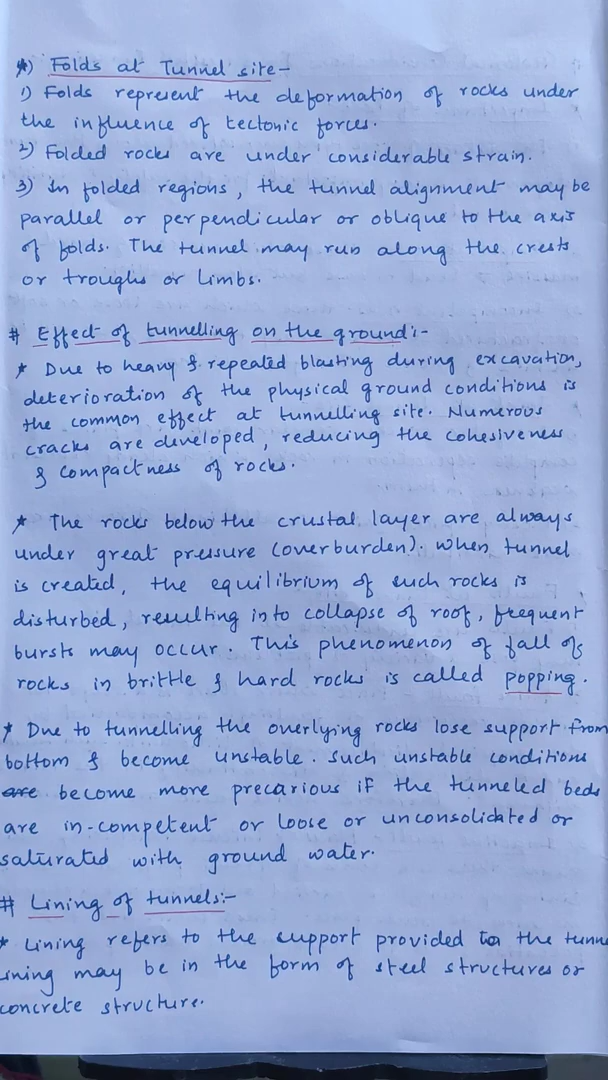 *) Folds at Tunnel site-
1) Folds represent the deformation of rocks under
the influence of tectonic forces.
2) Folded rocks are under considerable strain.
3) In folded regions, the tunnel alignment may be
parallel or perpendicular or oblique to the axis
of folds. The tunnel may run along the crests
or troughs or limbs.
# Effect of tunnelling on the ground:-
* Due to heavy & repeated blasting during excavation,
deterioration of the physical ground conditions is
the common effect at tunnelling site. Numerous
cracks are developed, reducing the cohesiveness
& compactness of rocks.
* The rocks below the crustal layer are always
under great pressure (overburden). When tunnel
is created, the equilibrium of such rocks is
disturbed, resulting into collapse of roof, frequent
bursts may occur. This phenomenon of fall of
rocks in brittle & hard rocks is called popping.
* Due to tunnelling the overlying rocks lose support from
bottom & become unstable. Such unstable conditions
are become more precarious if the tunneled beds
are in-competent or loose or unconsolidated or
saturated with ground water.
# Lining of tunnels:-
* Lining refers to the support provided to the tunne
ining may be in the form of steel structures or
concrete structure.